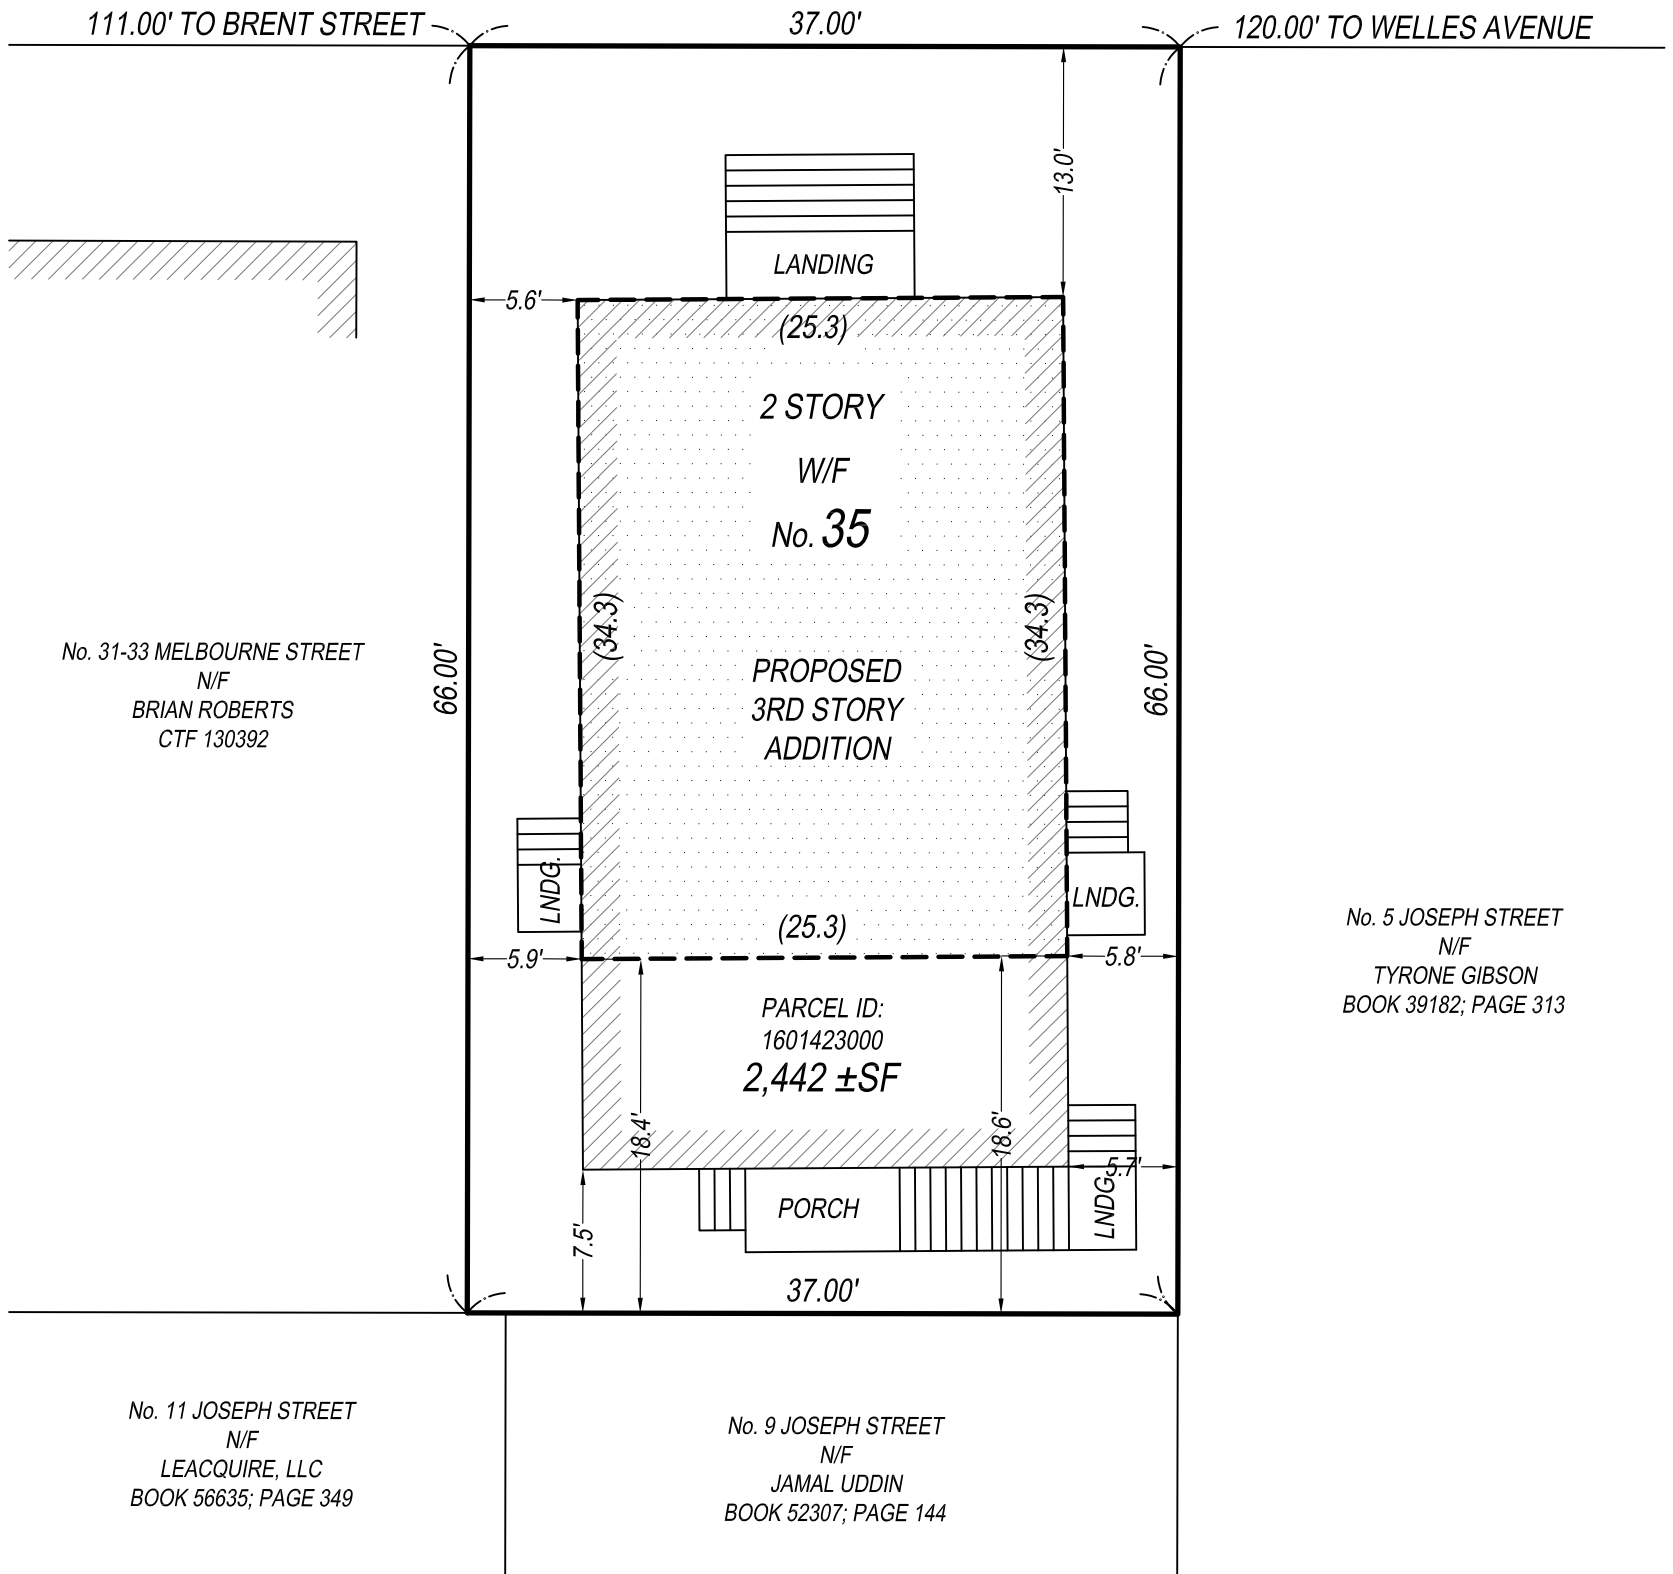 111.00' TO BRENT STREET
37.00'
120.00' TO WELLES AVENUE
13.0'
LANDING
5.6'
(25.3)
2 STORY
W/F
No. 35
(34.3)
(34.3)
PROPOSED
3RD STORY
ADDITION
No. 31-33 MELBOURNE STREET
N/F
BRIAN ROBERTS
CTF 130392
66.00'
66.00'
LNDG.
LNDG.
(25.3)
5.9'
5.8'
No. 5 JOSEPH STREET
N/F
TYRONE GIBSON
BOOK 39182; PAGE 313
PARCEL ID:
1601423000
2,442 ±SF
18.4'
18.6'
5.7'
LNDG.
PORCH
7.5'
37.00'
No. 11 JOSEPH STREET
N/F
LEACQUIRE, LLC
BOOK 56635; PAGE 349
No. 9 JOSEPH STREET
N/F
JAMAL UDDIN
BOOK 52307; PAGE 144